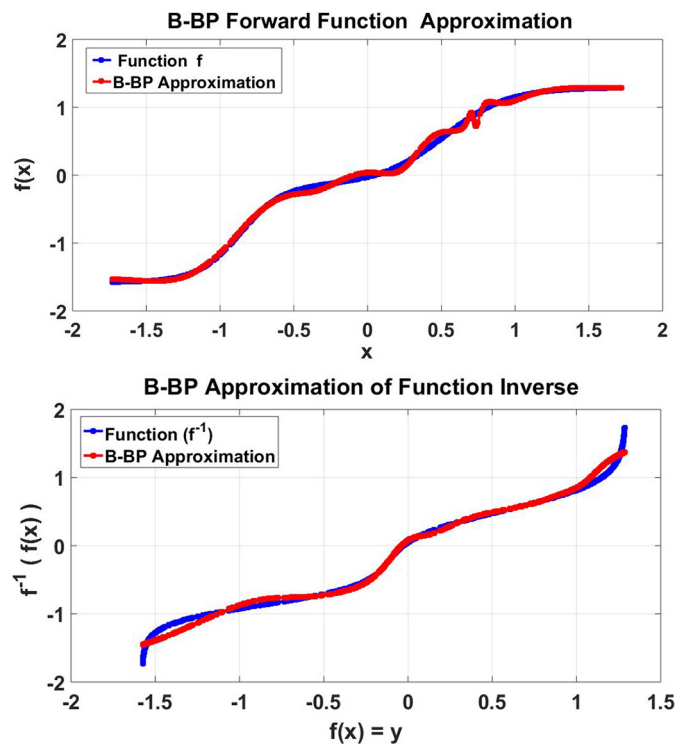 B-BP Forward Function Approximation
Function f
B-BP Approximation
f(x)
2
1
0
-1
-2
-2 -1.5 -1 -0.5 0 0.5 1 1.5 2
x
B-BP Approximation of Function Inverse
Function (f⁻¹)
B-BP Approximation
f⁻¹ ( f(x) )
2
1
0
-1
-2
-2 -1.5 -1 -0.5 0 0.5 1 1.5
f(x) = y